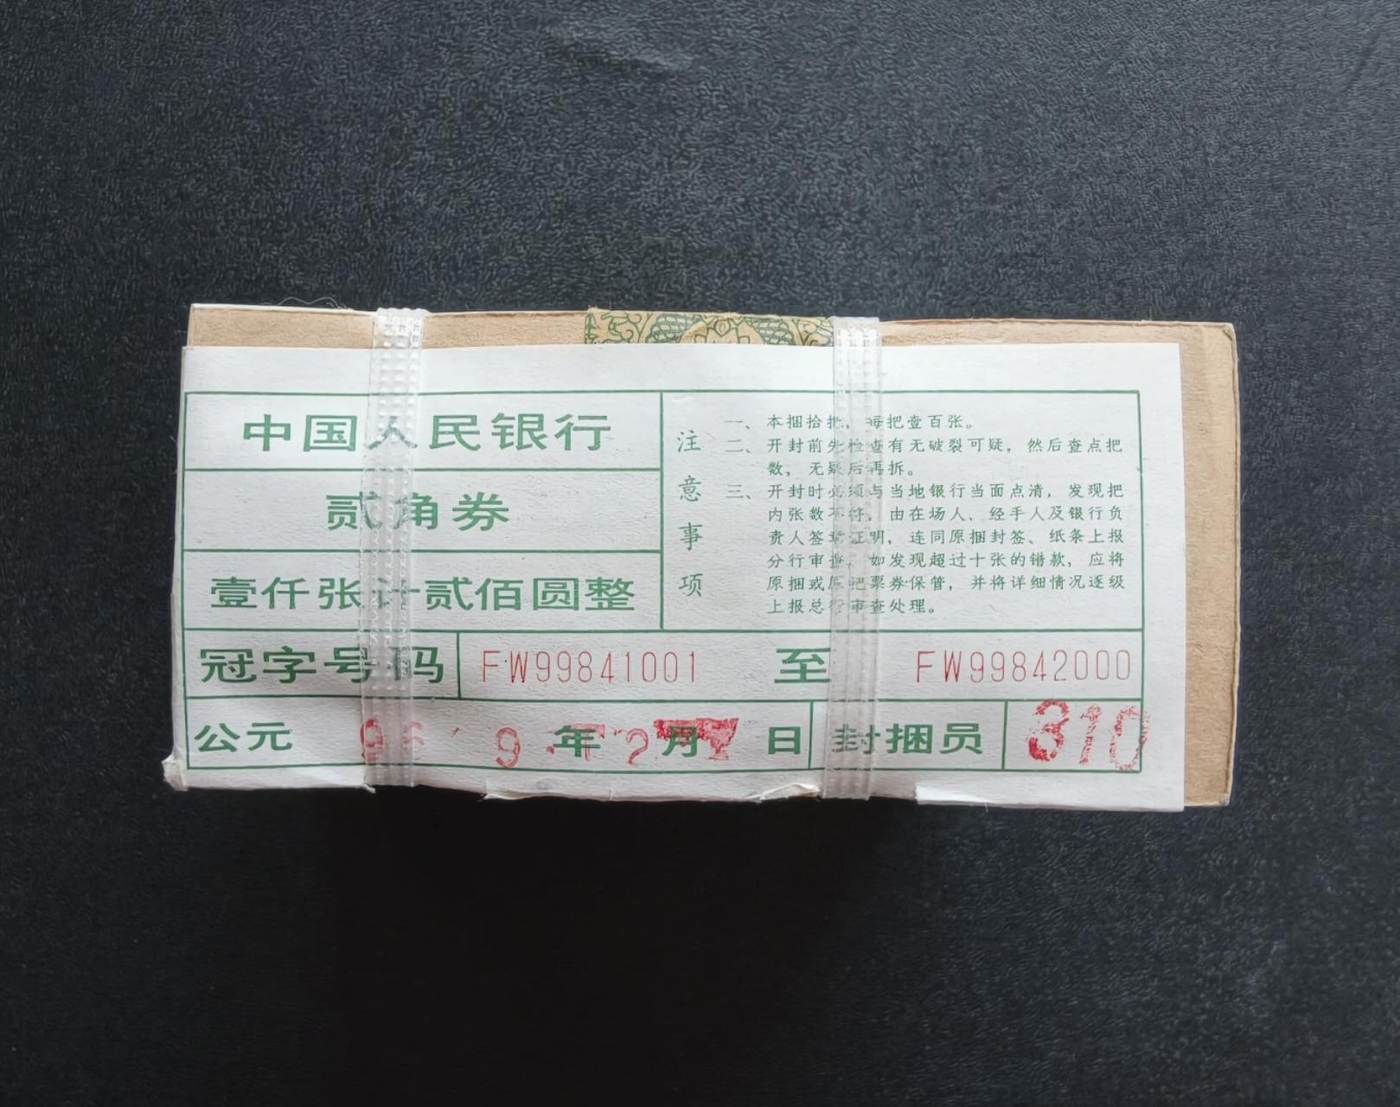 中国人民银行
贰角券
壹仟张计贰佰圆整
注意事项
一、本捆拾把，每把壹百张。
二、开封前先检查有无破裂可疑，然后查点把
数，无疑后再拆。
三、开封时必须与当地银行当面点清，发现把
内张数不符，由在场人、经手人及银行负
责人签章证明，连同原捆封签、纸条上报
分行审查，如发现超过十张的错款，应将
原捆或原把票券保管，并将详细情况逐级
上报总行审查处理。
冠字号码 FW99841001 至 FW99842000
公元 96 9 年 2 月 日 封捆员 310